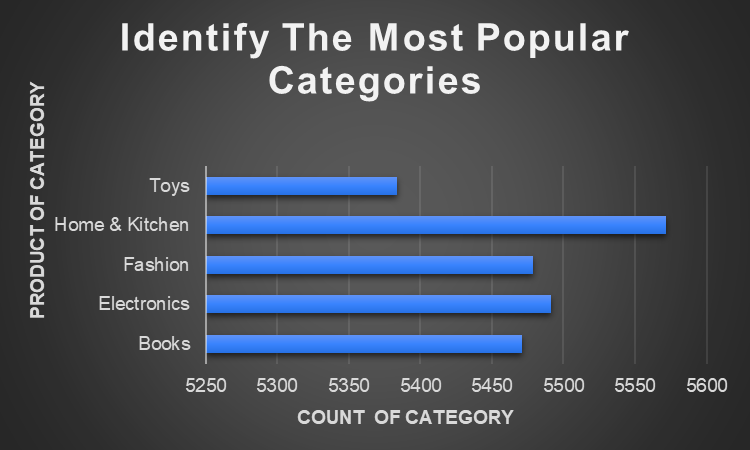 Identify The Most Popular
Categories
PRODUCT OF CATEGORY
Toys
Home & Kitchen
Fashion
Electronics
Books
5250 5300 5350 5400 5450 5500 5550 5600
COUNT OF CATEGORY